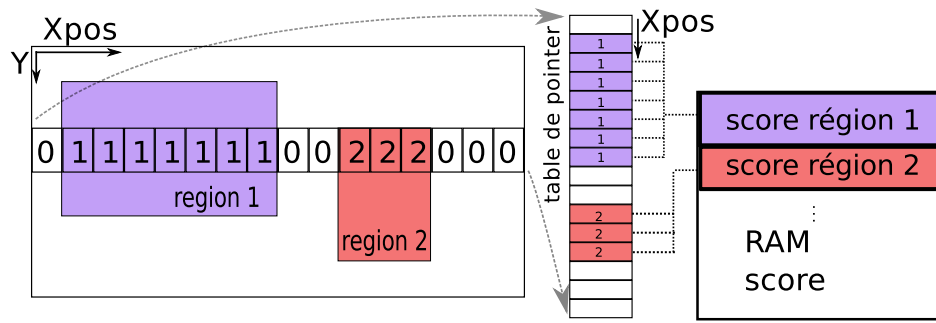 Xpos
Y
0 1 1 1 1 1 1 1 0 0 2 2 2 0 0 0
region 1
region 2
table de pointer
Xpos
1
1
1
1
1
1
1
2
2
2
score région 1
score région 2
RAM
score